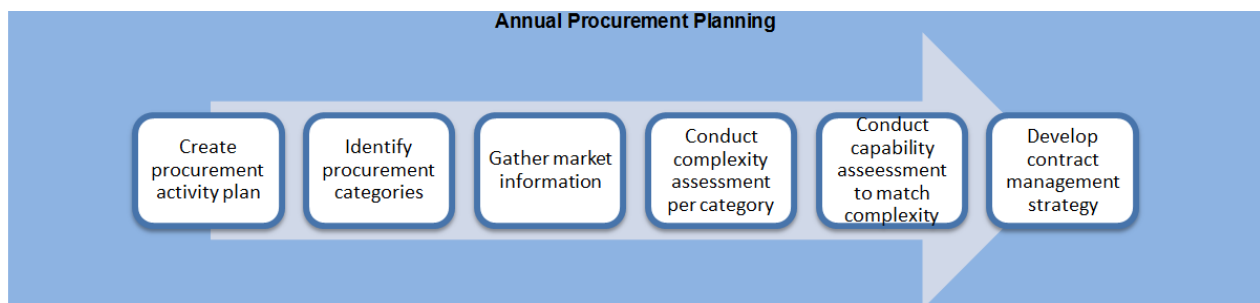 Annual Procurement Planning
Create
procurement
activity plan
Identify
procurement
categories
Gather market
information
Conduct
complexity
assessment
per category
Conduct
capability
asseessment
to match
complexity
Develop
contract
management
strategy